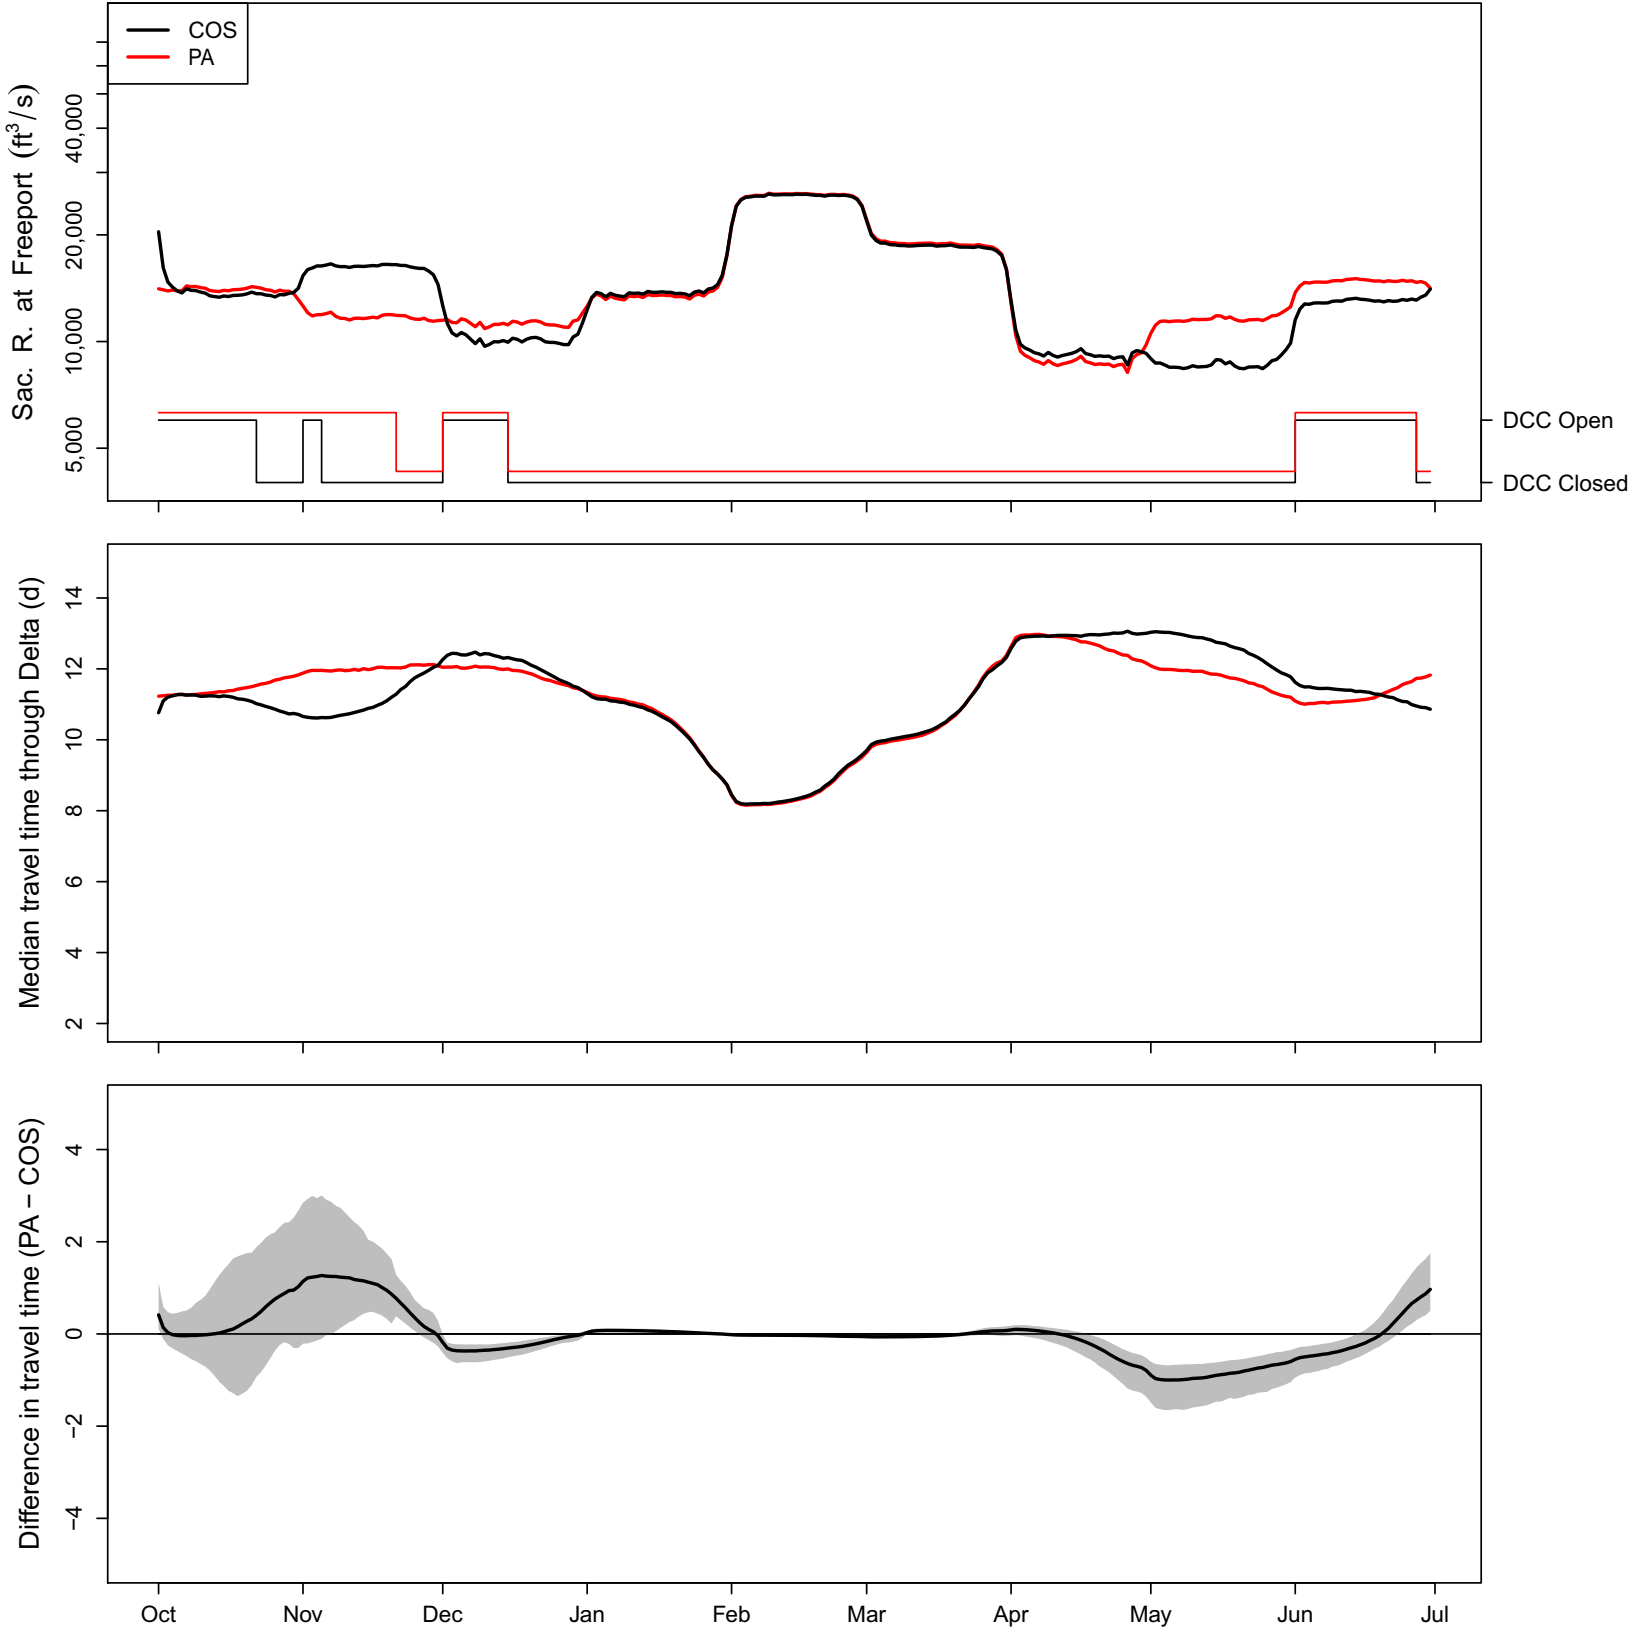 COS
PA
Sac. R. at Freeport (ft³/s)
40,000
20,000
10,000
5,000
DCC Open
DCC Closed
Median travel time through Delta (d)
14
12
10
8
6
4
2
Difference in travel time (PA − COS)
4
2
0
−2
−4
Oct Nov Dec Jan Feb Mar Apr May Jun Jul